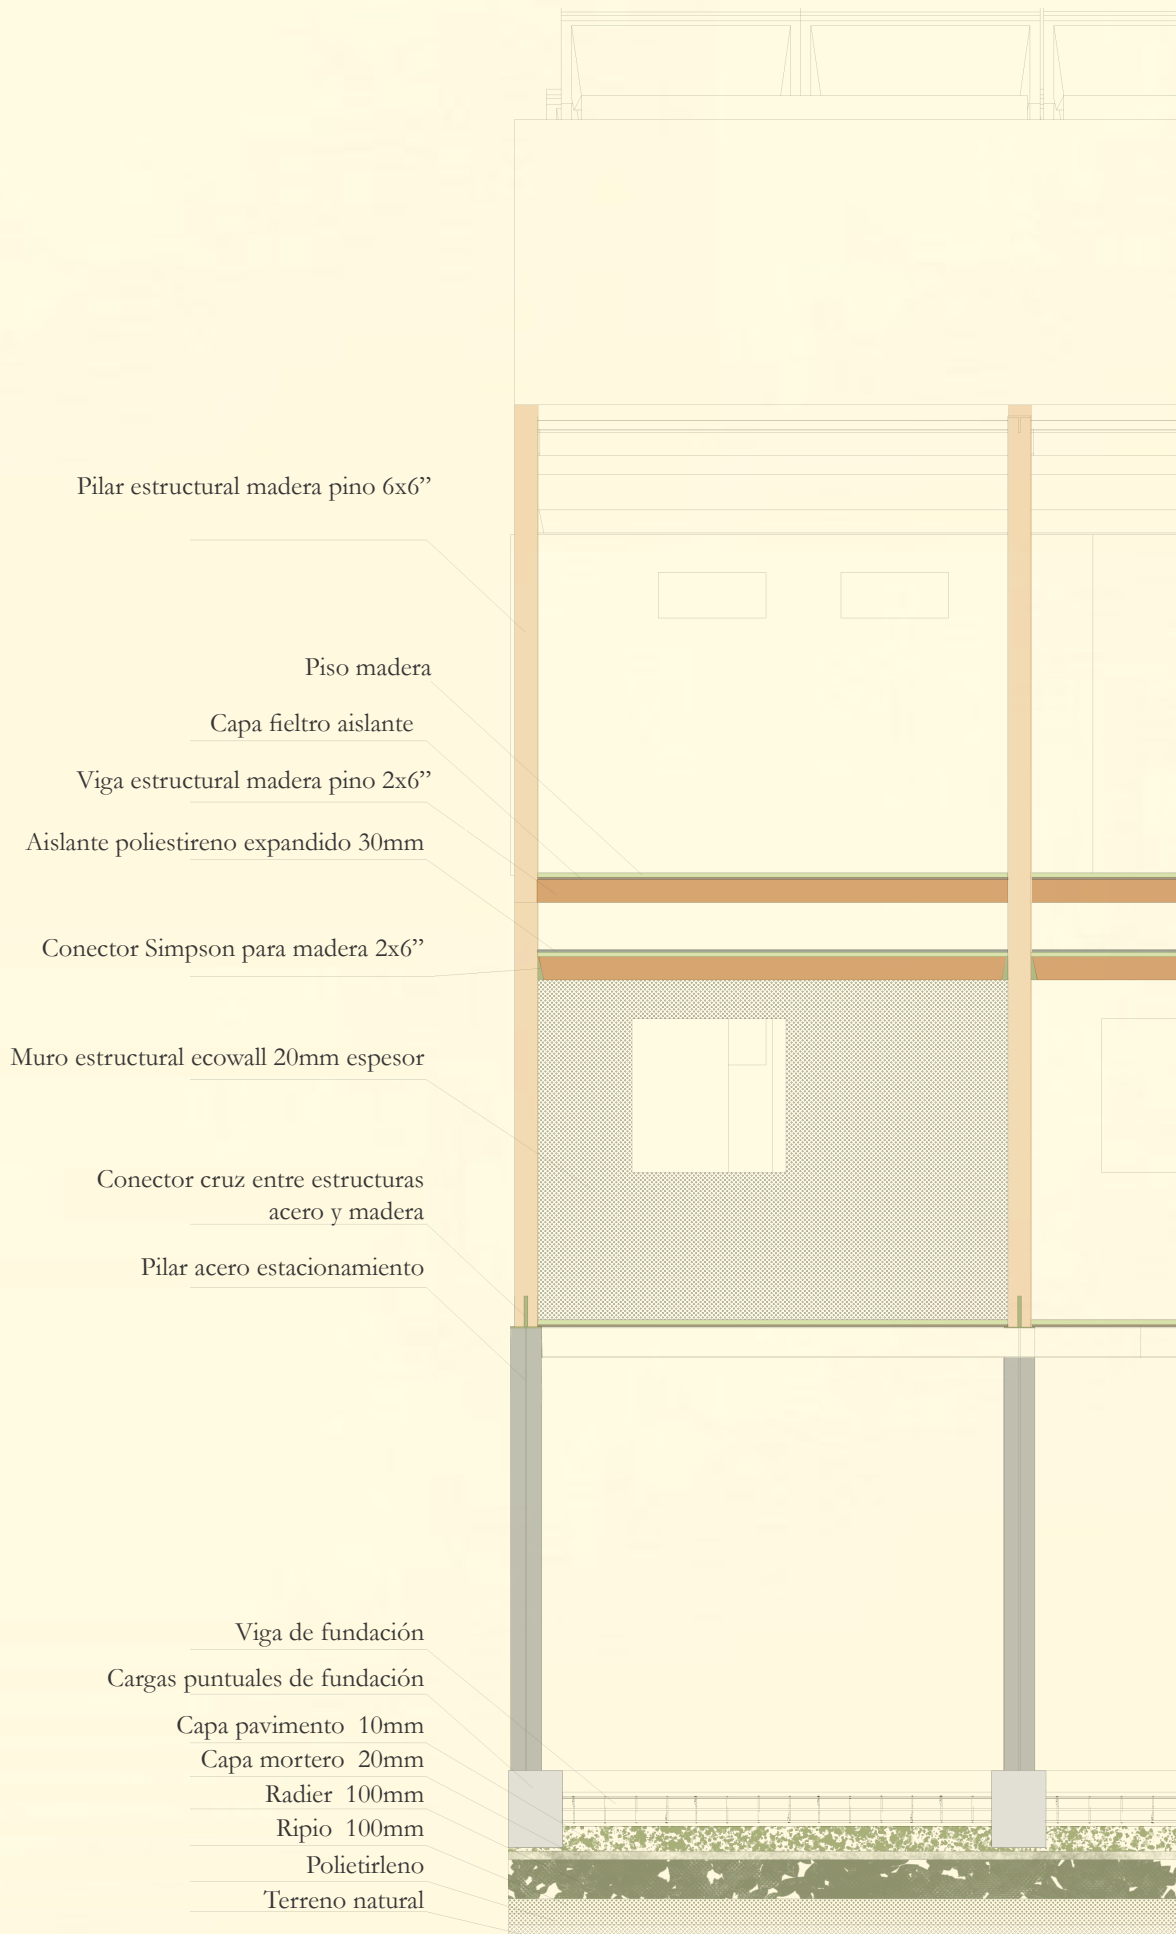 Pilar estructural madera pino 6x6”
Piso madera
Capa fieltro aislante
Viga estructural madera pino 2x6”
Aislante poliestireno expandido 30mm
Conector Simpson para madera 2x6”
Muro estructural ecowall 20mm espesor
Conector cruz entre estructuras
acero y madera
Pilar acero estacionamiento
Viga de fundación
Cargas puntuales de fundación
Capa pavimento 10mm
Capa mortero 20mm
Radier 100mm
Ripio 100mm
Polietirleno
Terreno natural